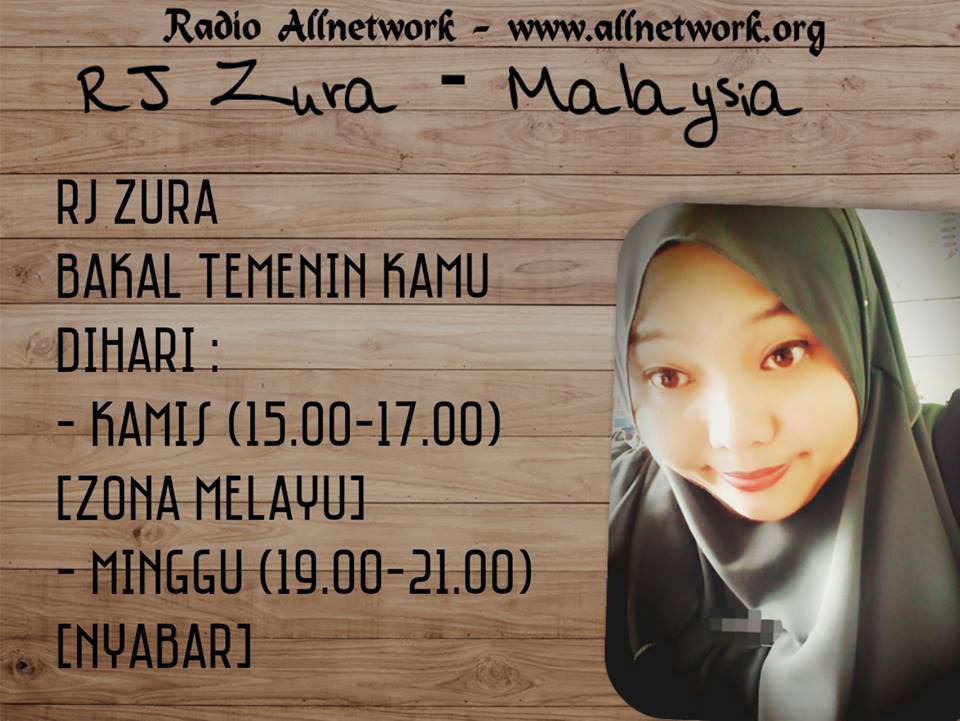 Radio Allnetwork - www.allnetwork.org
RJ Zura - Malaysia
RJ ZURA
BAKAL TEMENIN KAMU
DIHARI :
- KAMIS (15.00-17.00)
[ZONA MELAYU]
- MINGGU (19.00-21.00)
[NYABAR]